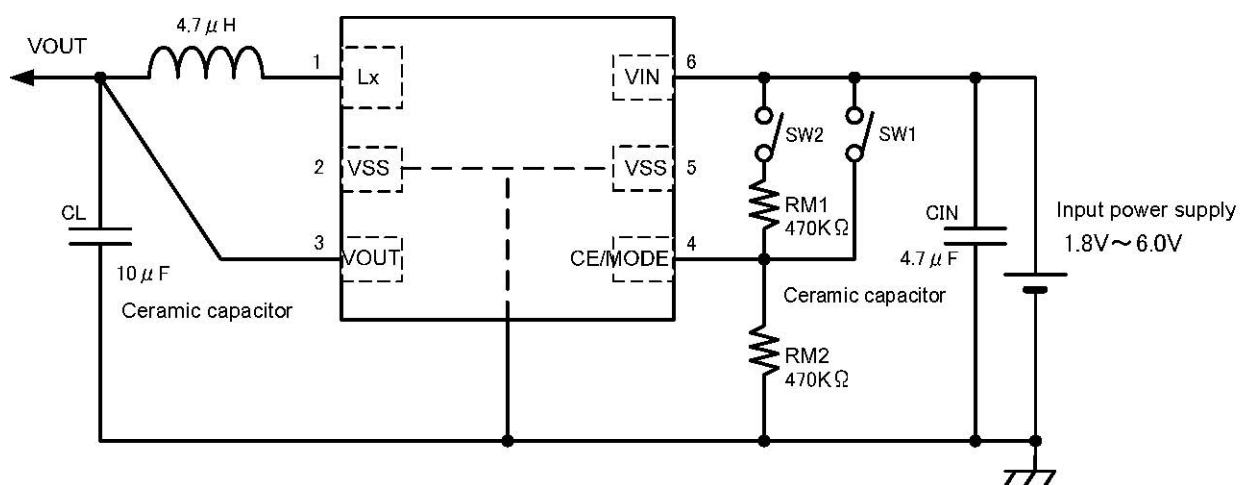 4.7μH
VOUT
1
Lx
VIN
6
SW2
SW1
2
VSS
VSS
5
CL
RM1
470KΩ
CIN
Input power supply
1.8V～6.0V
3
VOUT
CE/MODE
4
4.7μF
10μF
Ceramic capacitor
Ceramic capacitor
RM2
470KΩ